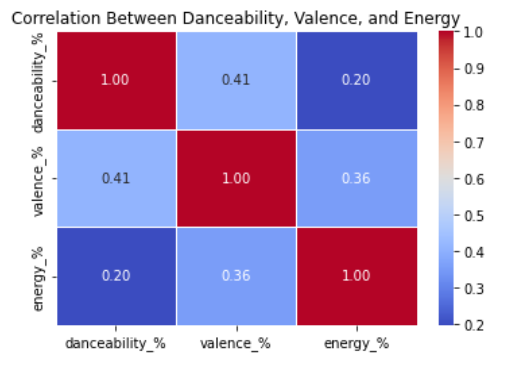 Correlation Between Danceability, Valence, and Energy
danceability_%
1.00
0.41
0.20
valence_%
0.41
1.00
0.36
energy_%
0.20
0.36
1.00
danceability_%
valence_%
energy_%
1.0
0.9
0.8
0.7
0.6
0.5
0.4
0.3
0.2